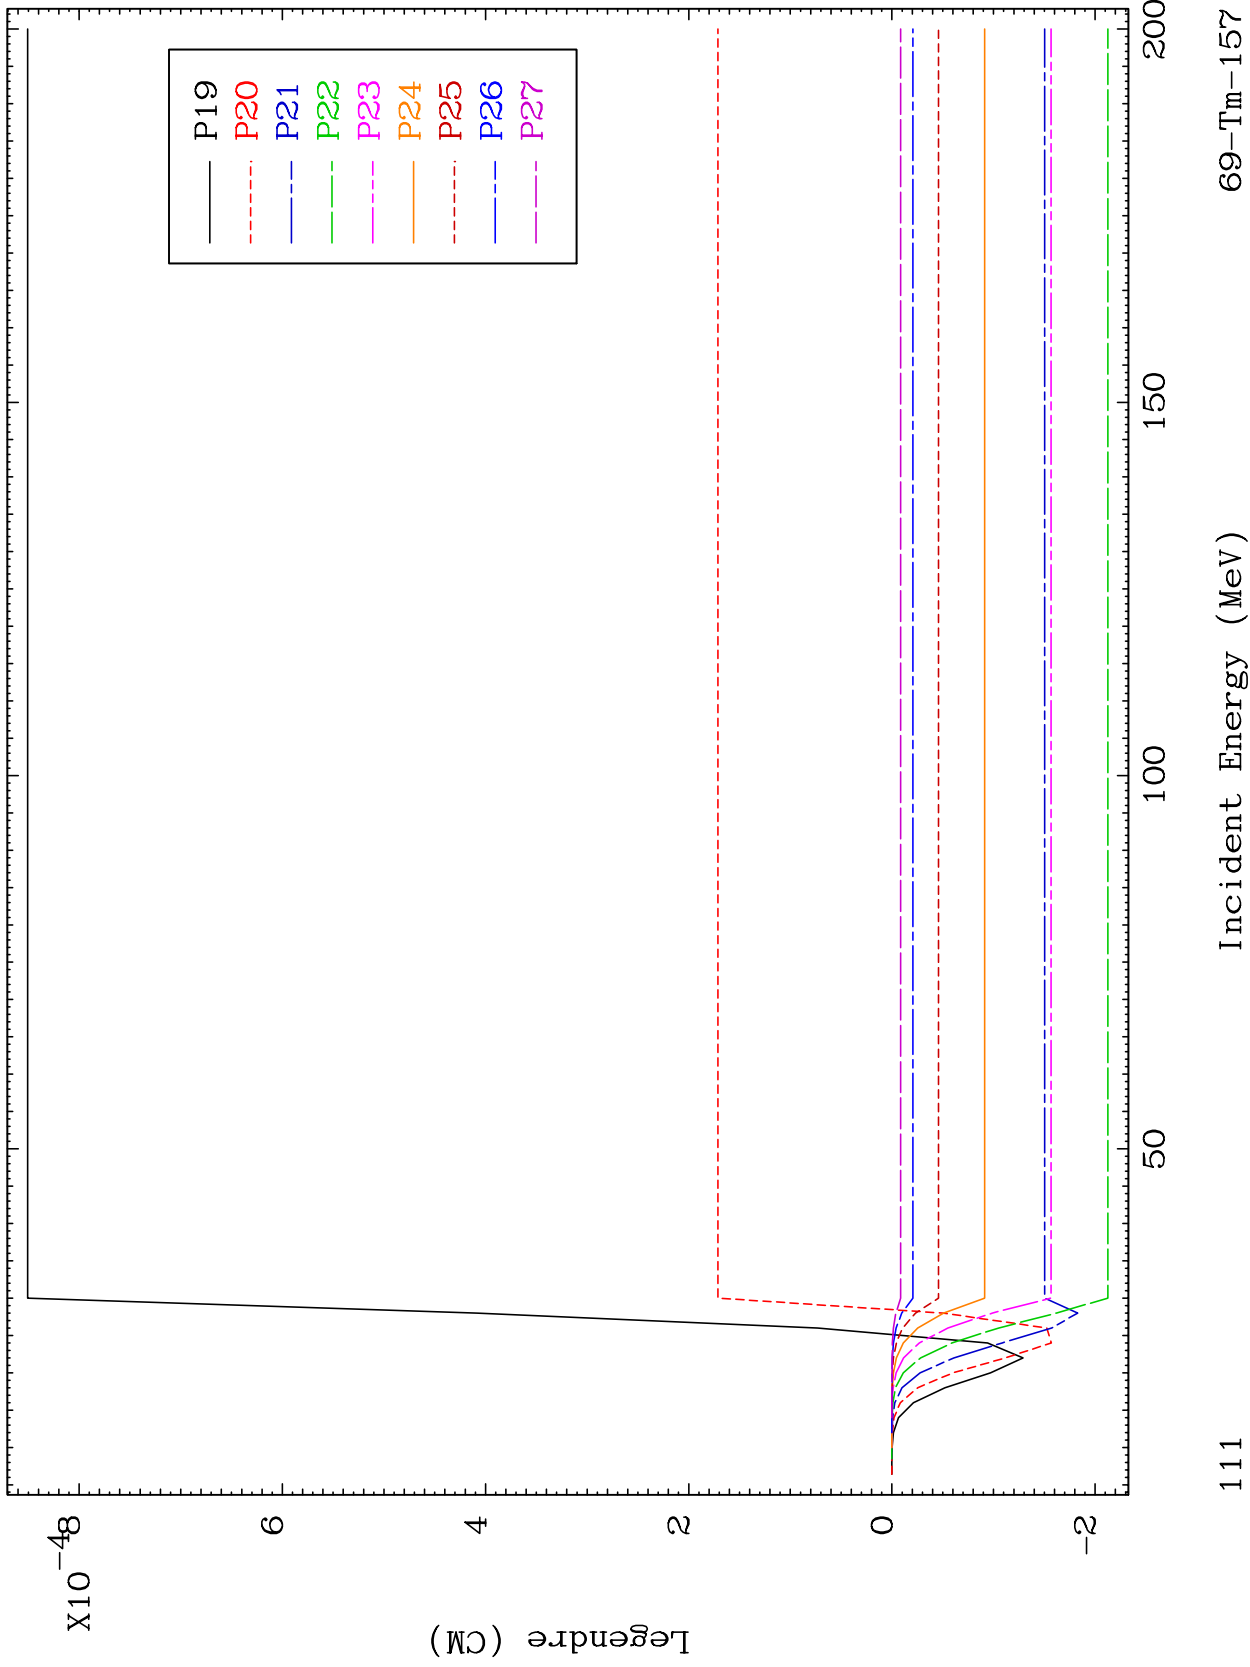 X10⁻⁴
8
6
4
2
0
-2
Legendre (CM)
P19
P20
P21
P22
P23
P24
P25
P26
P27
50
100
150
200
Incident Energy (MeV)
111
69-Tm-157